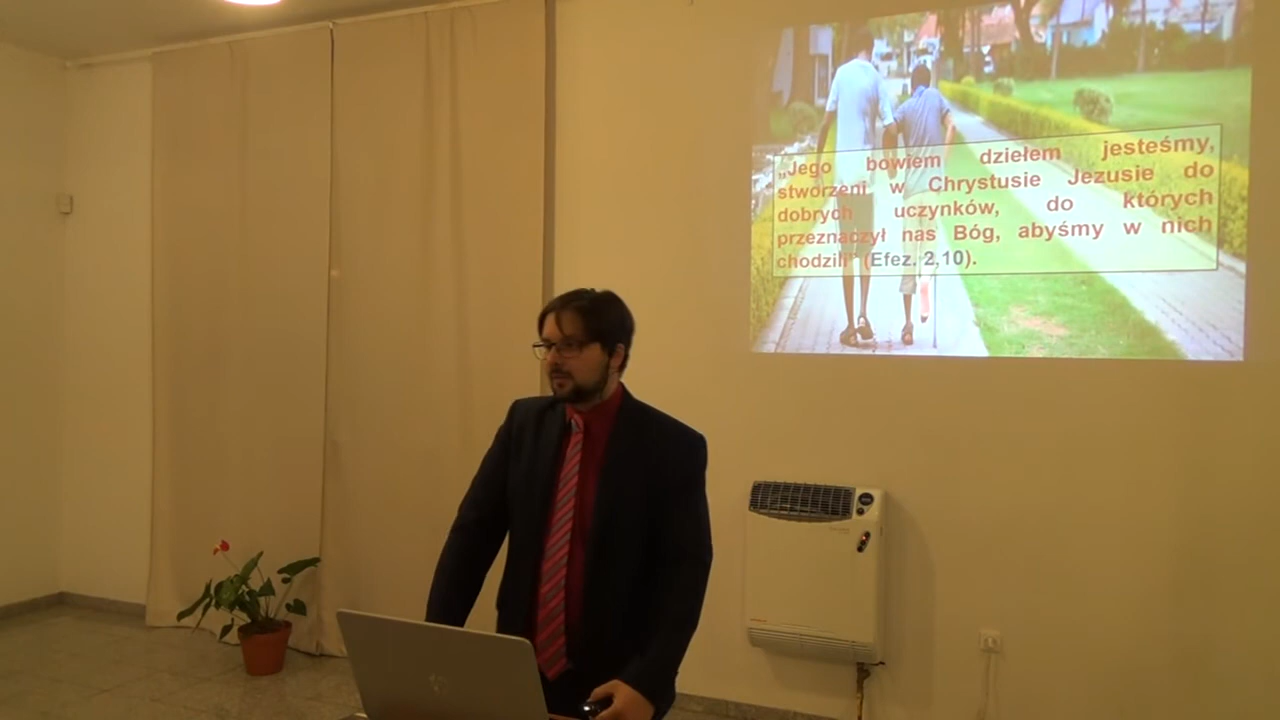 „Jego bowiem dziełem jesteśmy,
stworzeni w Chrystusie Jezusie do
dobrych uczynków, do których
przeznaczył nas Bóg, abyśmy w nich
chodzili” (Efez. 2,10).